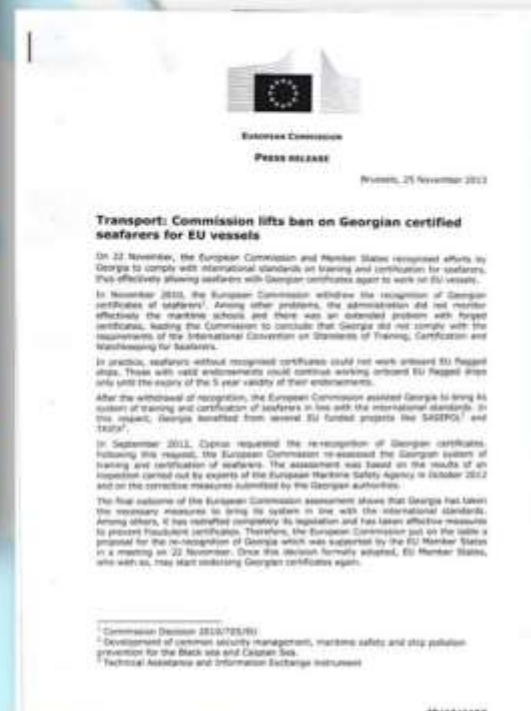 EUROPEAN COMMISSION
PRESS RELEASE
Brussels, 25 November 2013
Transport: Commission lifts ban on Georgian certified
seafarers for EU vessels
On 22 November, the European Commission and Member States recognised efforts by
Georgia to comply with international standards on training and certification for seafarers,
thus effectively allowing seafarers with Georgian certificates again to work on EU vessels.
In November 2010, the European Commission withdrew the recognition of Georgian
certificates of seafarers¹. Among other problems, the administration did not monitor
effectively the maritime schools and there was an extended problem with forged
certificates, leading the Commission to conclude that Georgia did not comply with the
requirements of the International Convention on Standards of Training, Certification and
Watchkeeping for Seafarers.
In practice, seafarers without recognised certificates could not work onboard EU flagged
ships. Those with valid endorsements could continue working onboard EU flagged ships
only until the expiry of the 5 year validity of their endorsements.
After the withdrawal of recognition, the European Commission assisted Georgia to bring its
system of training and certification of seafarers in line with the international standards. In
this respect, Georgia benefited from several EU funded projects like SASEPOL² and
TAIEX³.
In September 2012, Cyprus requested the re-recognition of Georgian certificates.
Following this request, the European Commission re-assessed the Georgian system of
training and certification of seafarers. The assessment was based on the results of an
inspection carried out by experts of the European Maritime Safety Agency in October 2012
and on the corrective measures submitted by the Georgian authorities.
The final outcome of the European Commission assessment shows that Georgia has taken
the necessary measures to bring its system in line with the international standards.
Among others, it has redrafted completely its legislation and has taken effective measures
to prevent fraudulent certificates. Therefore, the European Commission put on the table a
proposal for the re-recognition of Georgia which was supported by the EU Member States
in a meeting on 22 November. Once this decision formally adopted, EU Member States,
who wish so, may start endorsing Georgian certificates again.
¹ Commission Decision 2010/705/EU
² Development of common security management, maritime safety and ship pollution
prevention for the Black sea and Caspian Sea.
³ Technical Assistance and Information Exchange instrument